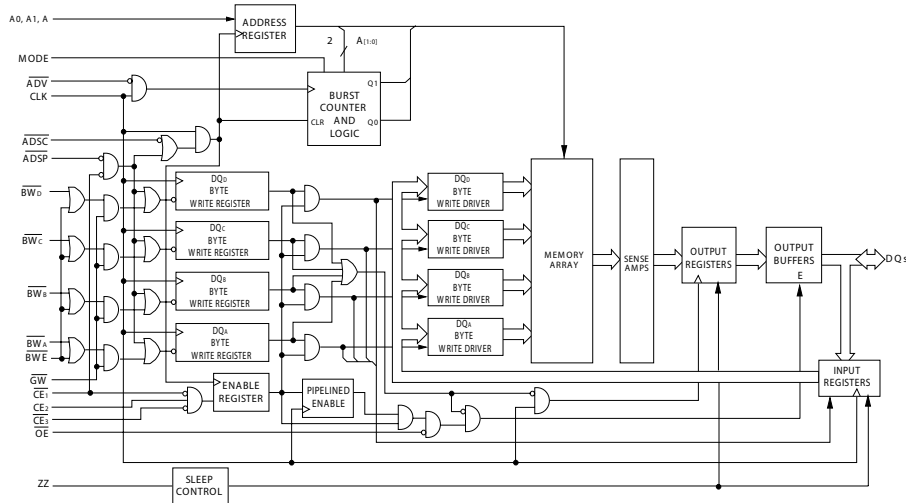 A0, A1, A
ADDRESS
REGISTER
2
A[1:0]
MODE
ADV
CLK
BURST
COUNTER
AND
LOGIC
CLR
Q1
Q0
ADSC
ADSP
BWD
DQD
BYTE
WRITE REGISTER
DQD
BYTE
WRITE DRIVER
BWC
DQC
BYTE
WRITE REGISTER
DQC
BYTE
WRITE DRIVER
BWB
DQB
BYTE
WRITE REGISTER
DQB
BYTE
WRITE DRIVER
BWA
BWE
DQA
BYTE
WRITE REGISTER
DQA
BYTE
WRITE DRIVER
MEMORY
ARRAY
SENSE
AMPS
OUTPUT
REGISTERS
OUTPUT
BUFFERS
E
DQs
INPUT
REGISTERS
GW
CE1
CE2
CE3
OE
ENABLE
REGISTER
PIPELINED
ENABLE
ZZ
SLEEP
CONTROL